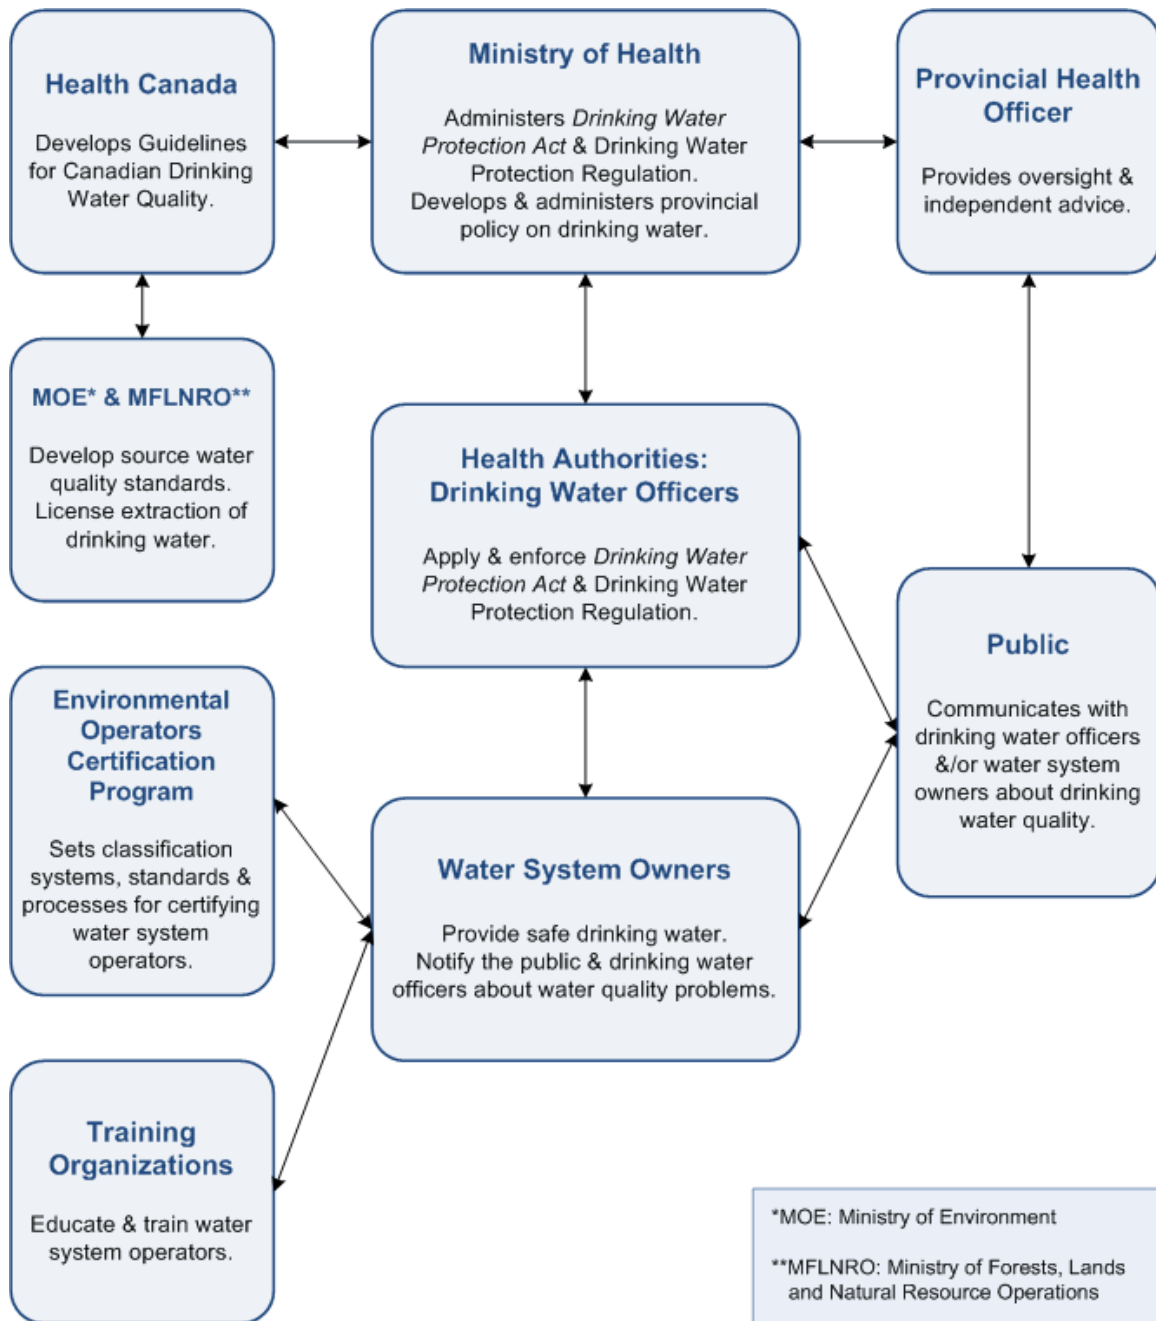 Health Canada
Develops Guidelines
for Canadian Drinking
Water Quality.
Ministry of Health
Administers Drinking Water
Protection Act & Drinking Water
Protection Regulation.
Develops & administers provincial
policy on drinking water.
Provincial Health
Officer
Provides oversight &
independent advice.
MOE* & MFLNRO**
Develop source water
quality standards.
License extraction of
drinking water.
Health Authorities:
Drinking Water Officers
Apply & enforce Drinking Water
Protection Act & Drinking Water
Protection Regulation.
Public
Communicates with
drinking water officers
&/or water system
owners about drinking
water quality.
Environmental
Operators
Certification
Program
Sets classification
systems, standards &
processes for certifying
water system
operators.
Water System Owners
Provide safe drinking water.
Notify the public & drinking water
officers about water quality problems.
Training
Organizations
Educate & train water
system operators.
*MOE: Ministry of Environment
**MFLNRO: Ministry of Forests, Lands
and Natural Resource Operations